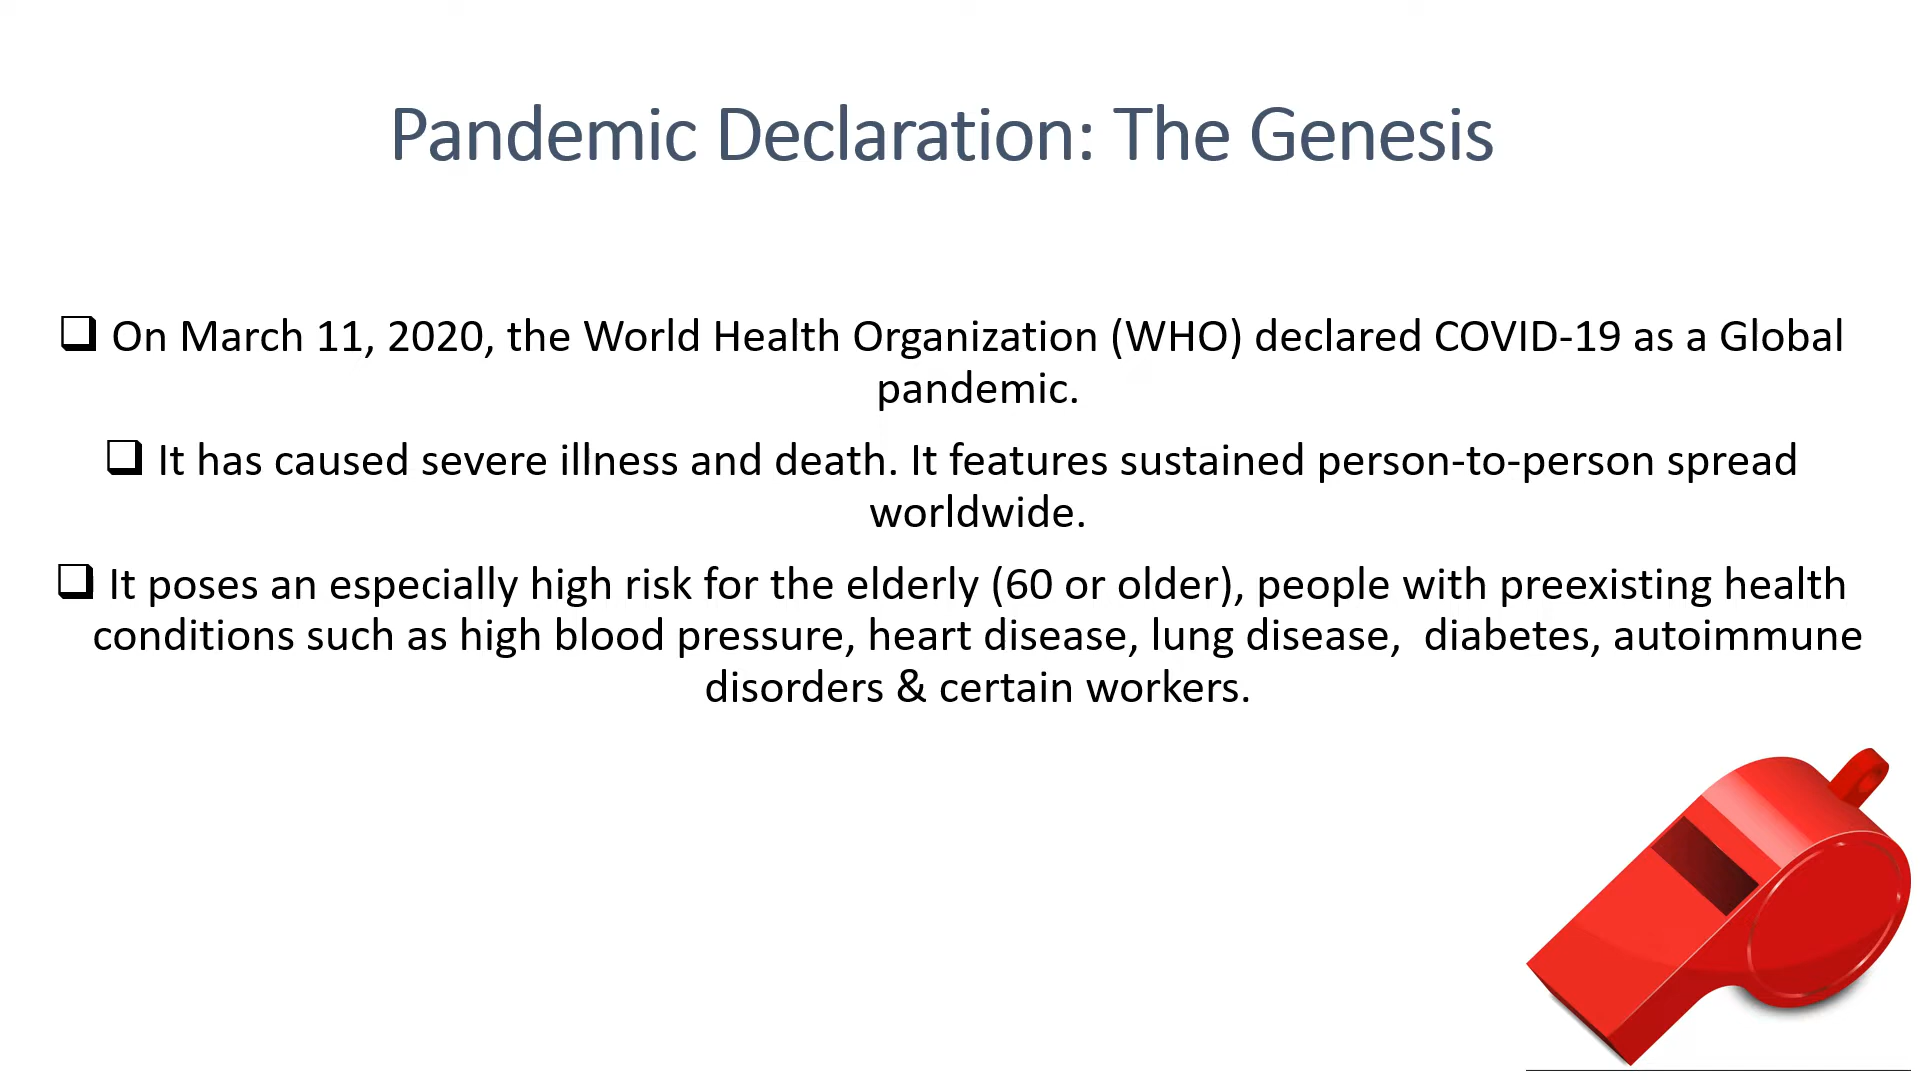 Pandemic Declaration: The Genesis
❑ On March 11, 2020, the World Health Organization (WHO) declared COVID-19 as a Global
pandemic.
❑ It has caused severe illness and death. It features sustained person-to-person spread
worldwide.
❑ It poses an especially high risk for the elderly (60 or older), people with preexisting health
conditions such as high blood pressure, heart disease, lung disease,  diabetes, autoimmune
disorders & certain workers.